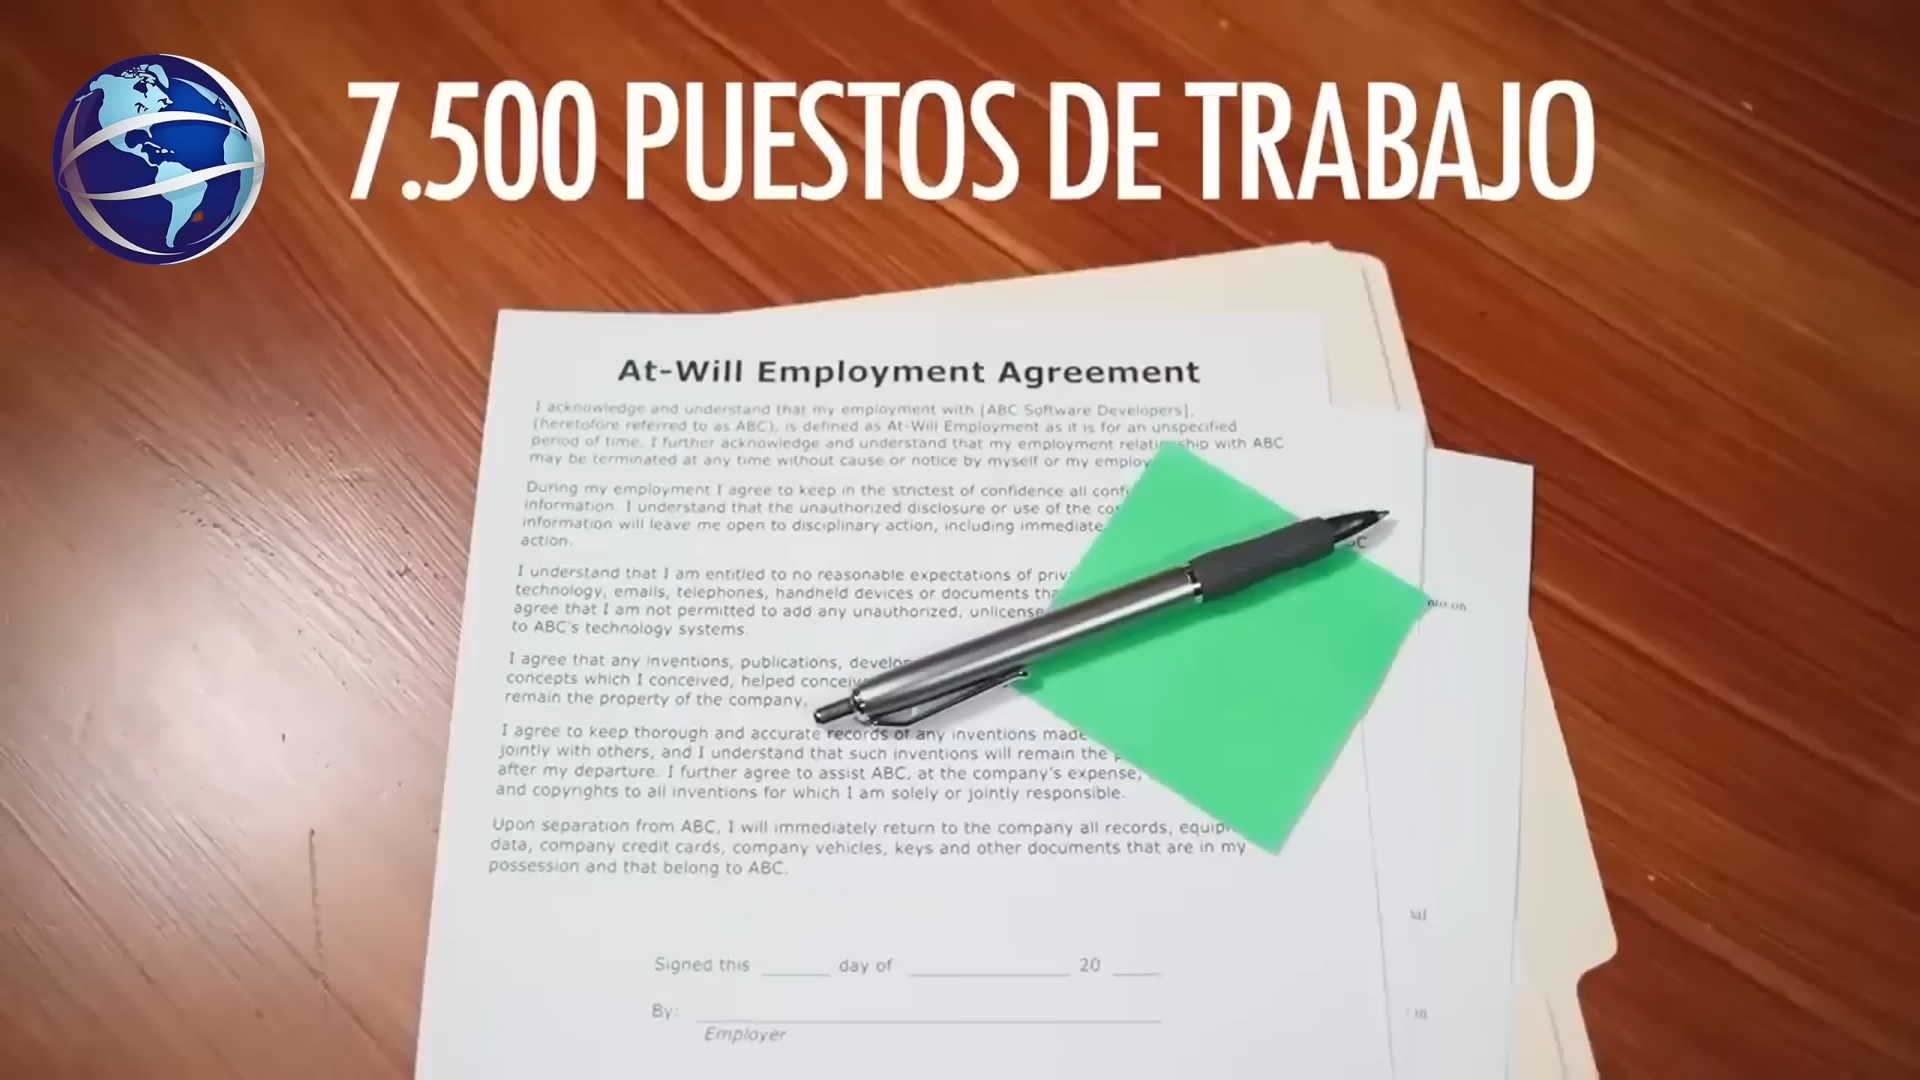 7.500 PUESTOS DE TRABAJO
At-Will Employment Agreement
I acknowledge and understand that my employment with [ABC Software Developers],
(heretofore referred to as ABC), is defined as At-Will Employment as it is for an unspecified
period of time. I further acknowledge and understand that my employment relationship with ABC
may be terminated at any time without cause or notice by myself or my
During my employment I agree to keep in the strictest of confidence all
information. I understand that the unauthorized disclosure or use of the
information will leave me open to disciplinary action, including immediate
action.
I understand that I am entitled to no reasonable expectations of
technology, emails, telephones, handheld devices or documents
agree that I am not permitted to add any unauthorized,
to ABC's technology systems.
I agree that any inventions, publications,
concepts which I conceived, helped
remain the property of the company,
I agree to keep thorough and accurate records of any inventions made
jointly with others, and I understand that such inventions will remain the
after my departure. I further agree to assist ABC, at the company's expense,
and copyrights to all inventions for which I am solely or jointly responsible.
Upon separation from ABC, I will immediately return to the company all records,
data, company credit cards, company vehicles, keys and other documents that are in my
possession and that belong to ABC.
Signed this ____ day of ________ 20 ___
By: ________
Employer